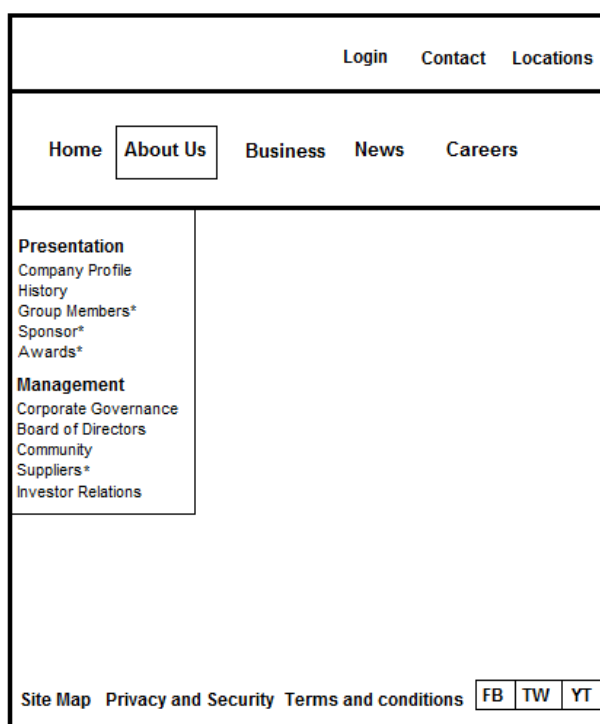 Login Contact Locations
Home About Us Business News Careers
Presentation
Company Profile
History
Group Members*
Sponsor*
Awards*
Management
Corporate Governance
Board of Directors
Community
Suppliers*
Investor Relations
Site Map Privacy and Security Terms and conditions FB TW YT